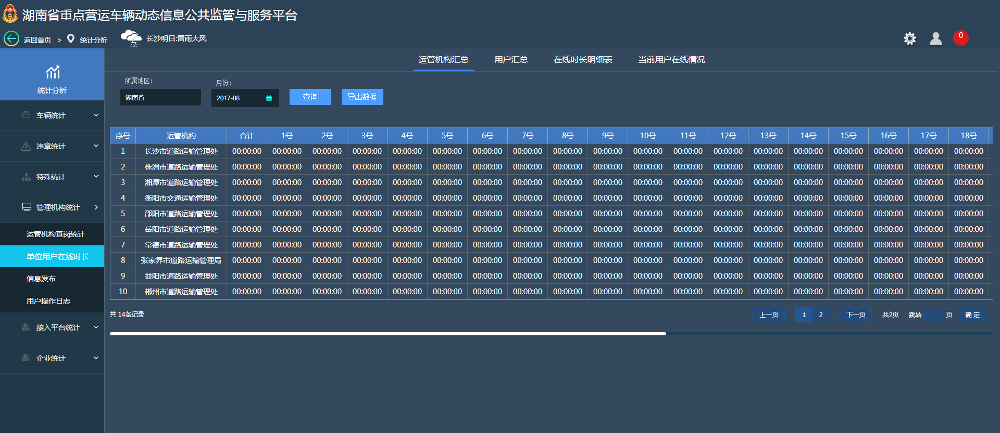 湖南省重点营运车辆动态信息公共监管与服务平台
返回首页 > 统计分析 长沙明日:雷雨大风 0
统计分析
车辆统计
违章统计
特殊统计
管理机构统计
运管机构查岗统计
单位用户在线时长
信息发布
用户操作日志
接入平台统计
企业统计
运管机构汇总 用户汇总 在线时长明细表 当前用户在线情况
所属地区: 月份:
湖南省 2017-08 查询 导出数据
序号 运管机构 合计 1号 2号 3号 4号 5号 6号 7号 8号 9号 10号 11号 12号 13号 14号 15号 16号 17号 18号
1 长沙市道路运输管理处 00:00:00 00:00:00 00:00:00 00:00:00 00:00:00 00:00:00 00:00:00 00:00:00 00:00:00 00:00:00 00:00:00 00:00:00 00:00:00 00:00:00 00:00:00 00:00:00 00:00:00 00:00:00 00:00:00
2 株洲市道路运输管理处 00:00:00 00:00:00 00:00:00 00:00:00 00:00:00 00:00:00 00:00:00 00:00:00 00:00:00 00:00:00 00:00:00 00:00:00 00:00:00 00:00:00 00:00:00 00:00:00 00:00:00 00:00:00 00:00:00
3 湘潭市道路运输管理处 00:00:00 00:00:00 00:00:00 00:00:00 00:00:00 00:00:00 00:00:00 00:00:00 00:00:00 00:00:00 00:00:00 00:00:00 00:00:00 00:00:00 00:00:00 00:00:00 00:00:00 00:00:00 00:00:00
4 衡阳市交通运输管理处 00:00:00 00:00:00 00:00:00 00:00:00 00:00:00 00:00:00 00:00:00 00:00:00 00:00:00 00:00:00 00:00:00 00:00:00 00:00:00 00:00:00 00:00:00 00:00:00 00:00:00 00:00:00 00:00:00
5 邵阳市道路运输管理处 00:00:00 00:00:00 00:00:00 00:00:00 00:00:00 00:00:00 00:00:00 00:00:00 00:00:00 00:00:00 00:00:00 00:00:00 00:00:00 00:00:00 00:00:00 00:00:00 00:00:00 00:00:00 00:00:00
6 岳阳市道路运输管理处 00:00:00 00:00:00 00:00:00 00:00:00 00:00:00 00:00:00 00:00:00 00:00:00 00:00:00 00:00:00 00:00:00 00:00:00 00:00:00 00:00:00 00:00:00 00:00:00 00:00:00 00:00:00 00:00:00
7 常德市道路运输管理处 00:00:00 00:00:00 00:00:00 00:00:00 00:00:00 00:00:00 00:00:00 00:00:00 00:00:00 00:00:00 00:00:00 00:00:00 00:00:00 00:00:00 00:00:00 00:00:00 00:00:00 00:00:00 00:00:00
8 张家界市道路运输管理局 00:00:00 00:00:00 00:00:00 00:00:00 00:00:00 00:00:00 00:00:00 00:00:00 00:00:00 00:00:00 00:00:00 00:00:00 00:00:00 00:00:00 00:00:00 00:00:00 00:00:00 00:00:00 00:00:00
9 益阳市道路运输管理处 00:00:00 00:00:00 00:00:00 00:00:00 00:00:00 00:00:00 00:00:00 00:00:00 00:00:00 00:00:00 00:00:00 00:00:00 00:00:00 00:00:00 00:00:00 00:00:00 00:00:00 00:00:00 00:00:00
10 郴州市道路运输管理处 00:00:00 00:00:00 00:00:00 00:00:00 00:00:00 00:00:00 00:00:00 00:00:00 00:00:00 00:00:00 00:00:00 00:00:00 00:00:00 00:00:00 00:00:00 00:00:00 00:00:00 00:00:00 00:00:00
共 14条记录 上一页 1 2 下一页 共2页 跳转 页 确 定